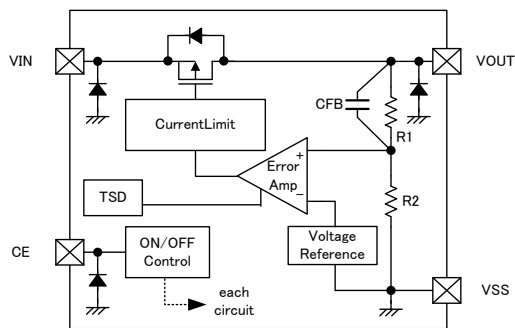 VIN
VOUT
CFB
R1
CurrentLimit
Error
Amp
+
−
TSD
R2
CE
ON/OFF
Control
Voltage
Reference
VSS
each
circuit